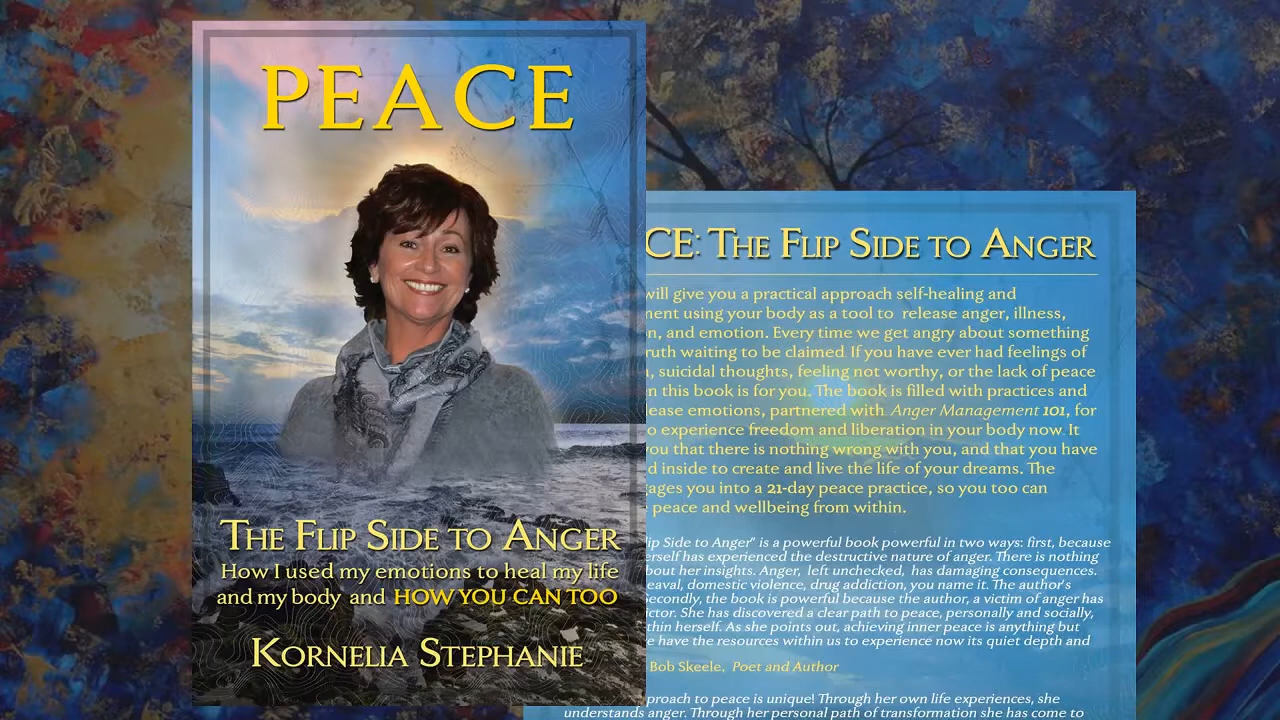 PEACE
THE FLIP SIDE TO ANGER
How I used my emotions to heal my life
and my body and HOW YOU CAN TOO
KORNELIA STEPHANIE
CE: THE FLIP SIDE TO ANGER
will give you a practical approach self-healing and
ent using your body as a tool to release anger, illness,
n, and emotion. Every time we get angry about something
ruth waiting to be claimed. If you have ever had feelings of
, suicidal thoughts, feeling not worthy, or the lack of peace
n this book is for you. The book is filled with practices and
lease emotions, partnered with Anger Management 101, for
o experience freedom and liberation in your body now. It
you that there is nothing wrong with you, and that you have
d inside to create and live the life of your dreams. The
gages you into a 21-day peace practice, so you too can
peace and wellbeing from within.
lip Side to Anger" is a powerful book powerful in two ways: first, because
erself has experienced the destructive nature of anger. There is nothing
bout her insights. Anger, left unchecked, has damaging consequences.
eaval, domestic violence, drug addiction, you name it. The author's
Secondly, the book is powerful because the author, a victim of anger has
ictor. She has discovered a clear path to peace, personally and socially,
thin herself. As she points out, achieving inner peace is anything but
e have the resources within us to experience now its quiet depth and
Bob Skeele, Poet and Author
proach to peace is unique! Through her own life experiences, she
understands anger. Through her personal path of transformation she has come to